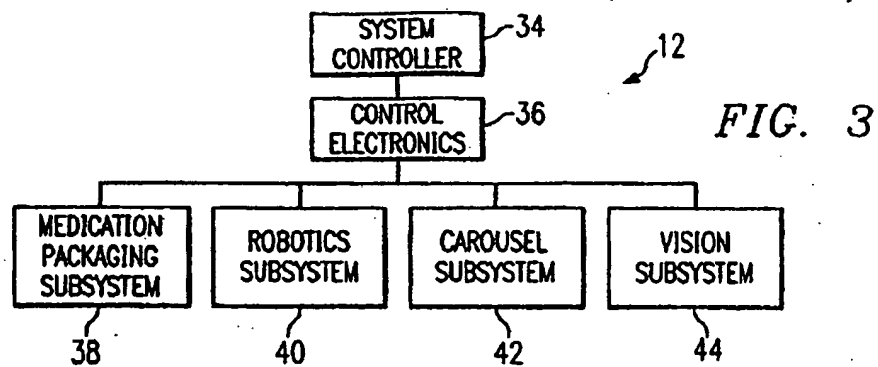 SYSTEM
CONTROLLER
34
12
CONTROL
ELECTRONICS
36
FIG. 3
MEDICATION
PACKAGING
SUBSYSTEM
ROBOTICS
SUBSYSTEM
CAROUSEL
SUBSYSTEM
VISION
SUBSYSTEM
38
40
42
44